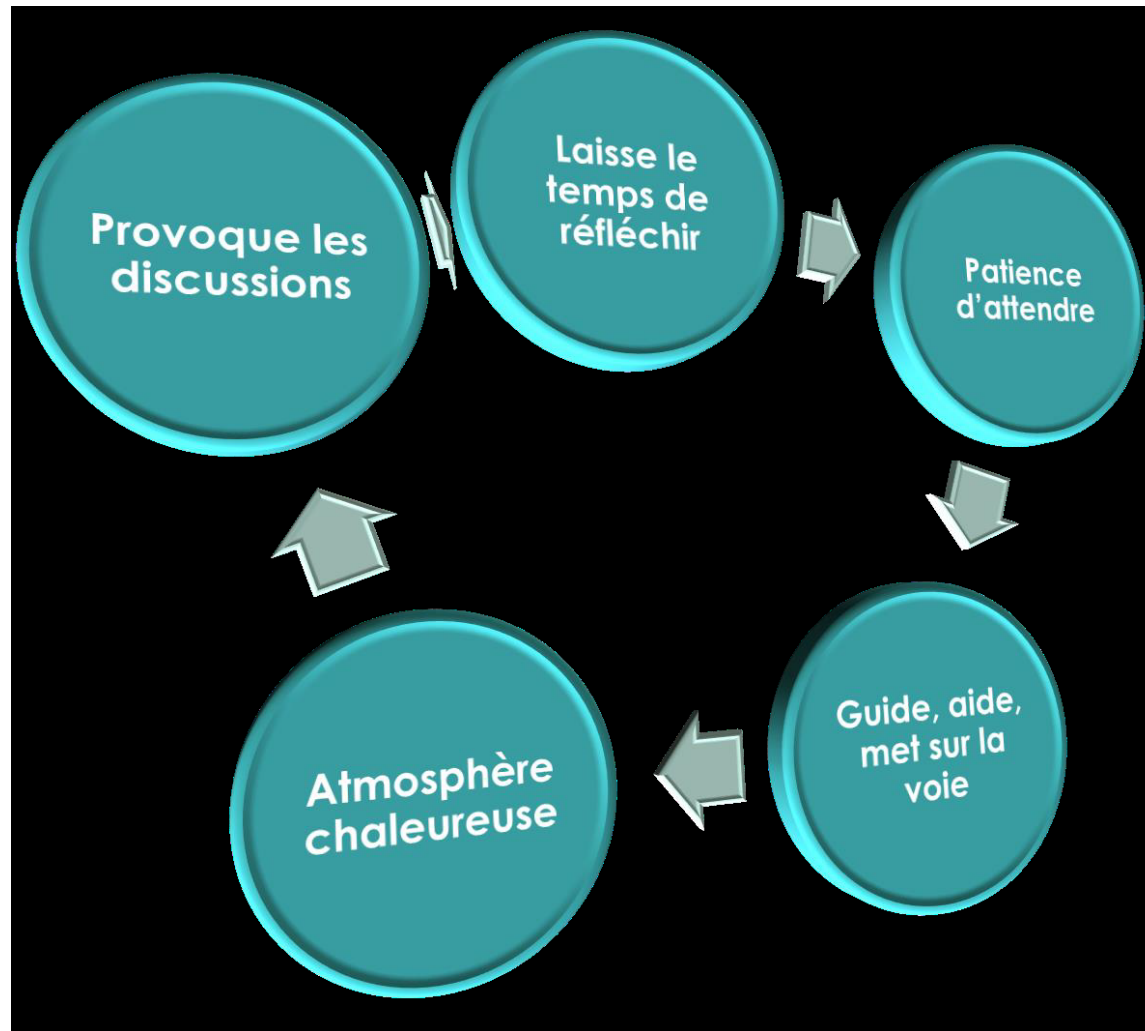 Provoque les
discussions
Laisse le
temps de
réfléchir
Patience
d’attendre
Guide, aide,
met sur la
voie
Atmosphère
chaleureuse